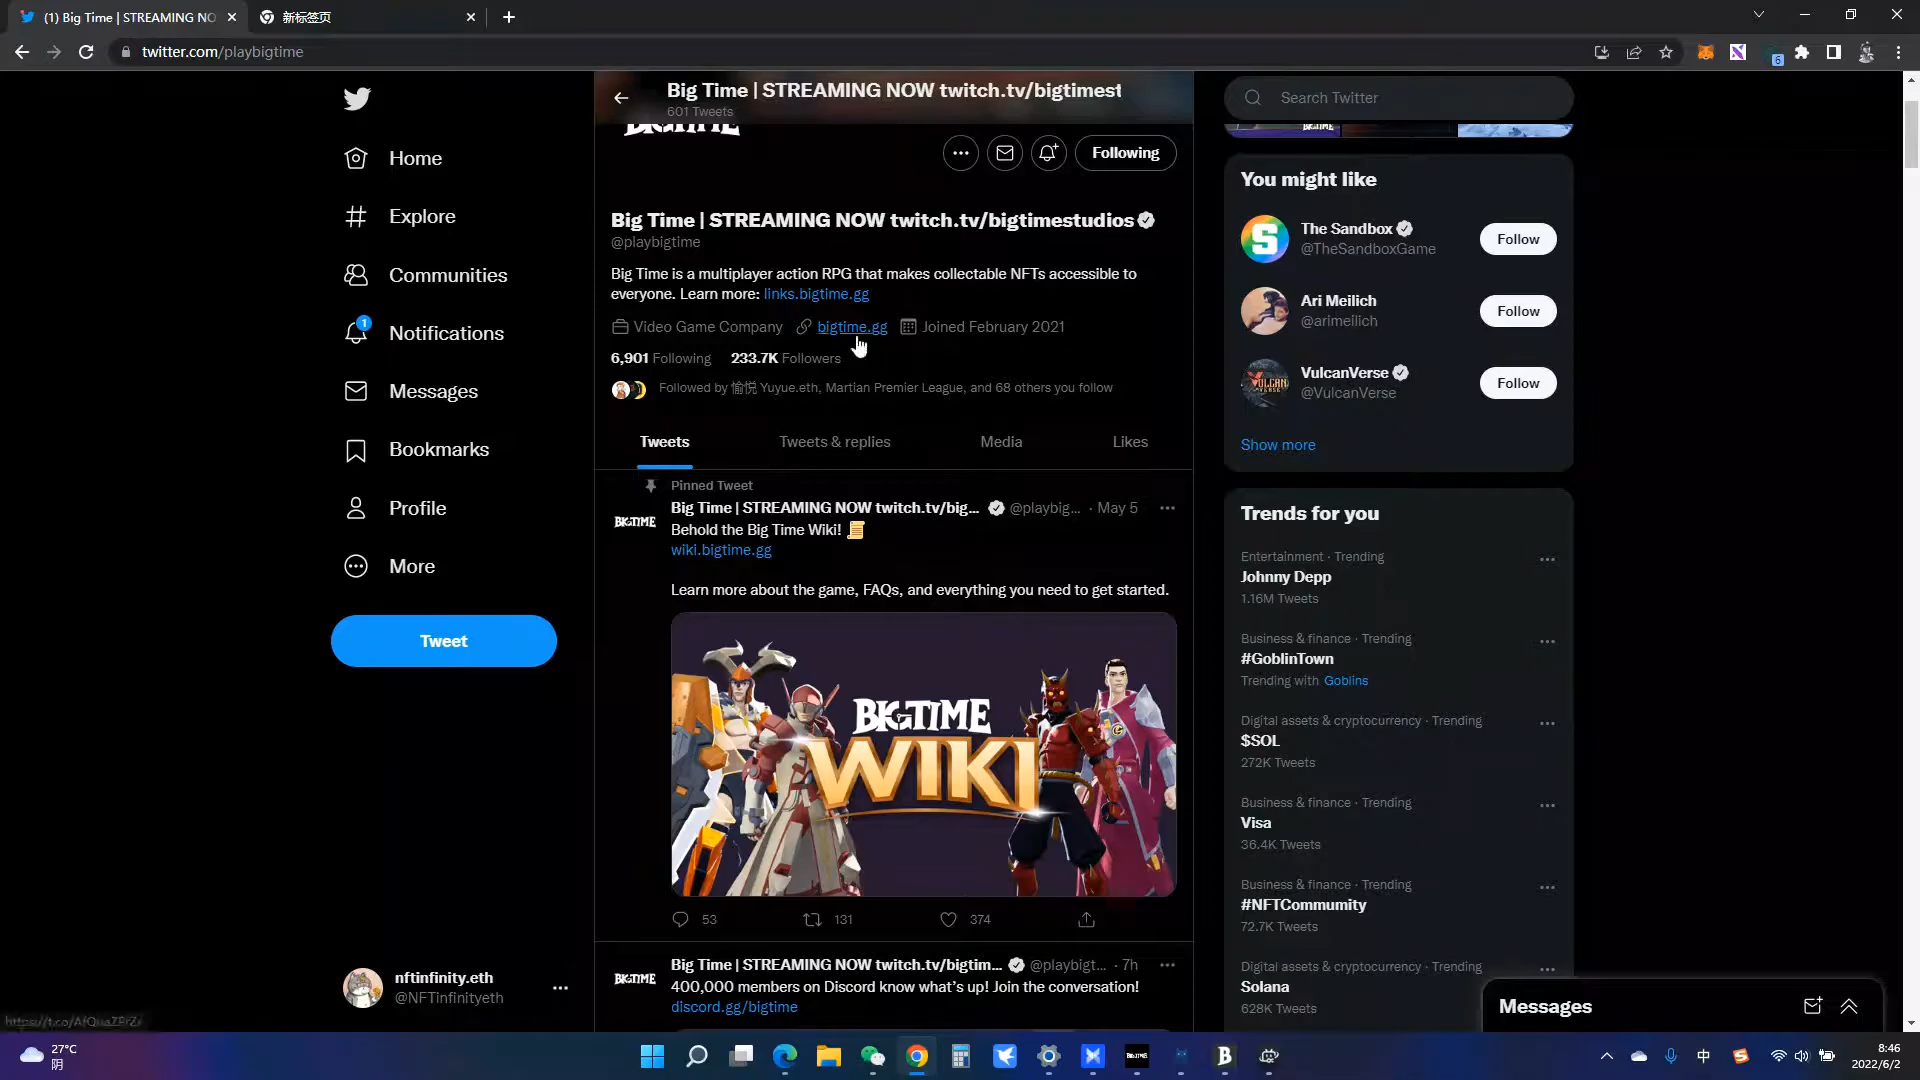 (1) Big Time | STREAMING NO
新标签页
twitter.com/playbigtime
6
Home
Explore
Communities
1
Notifications
Messages
Bookmarks
Profile
More
Tweet
nftinfinity.eth
@NFTinfinityeth
Big Time | STREAMING NOW twitch.tv/bigtimest
601 Tweets
BIGTIME
Following
Big Time | STREAMING NOW twitch.tv/bigtimestudios
@playbigtime
Big Time is a multiplayer action RPG that makes collectable NFTs accessible to
everyone. Learn more: links.bigtime.gg
Video Game Company bigtime.gg Joined February 2021
6,901 Following 233.7K Followers
Followed by 愉悦 Yuyue.eth, Martian Premier League, and 68 others you follow
Tweets Tweets & replies Media Likes
Pinned Tweet
BIGTIME
Big Time | STREAMING NOW twitch.tv/big... @playbig... · May 5
Behold the Big Time Wiki!
wiki.bigtime.gg
Learn more about the game, FAQs, and everything you need to get started.
BIGTIME
WIKI
53 131 374
BIGTIME
Big Time | STREAMING NOW twitch.tv/bigtim... @playbigt... · 7h
400,000 members on Discord know what's up! Join the conversation!
discord.gg/bigtime
Search Twitter
BIGTIME
You might like
The Sandbox
@TheSandboxGame
Follow
Ari Meilich
@arimeilich
Follow
VULCAN
VERSE
VulcanVerse
@VulcanVerse
Follow
Show more
Trends for you
Entertainment · Trending
Johnny Depp
1.16M Tweets
Business & finance · Trending
#GoblinTown
Trending with Goblins
Digital assets & cryptocurrency · Trending
$SOL
272K Tweets
Business & finance · Trending
Visa
36.4K Tweets
Business & finance · Trending
#NFTCommumity
72.7K Tweets
Digital assets & cryptocurrency · Trending
Solana
628K Tweets
Messages
27°C
阴
BIGTIME
中
8:46
2022/6/2